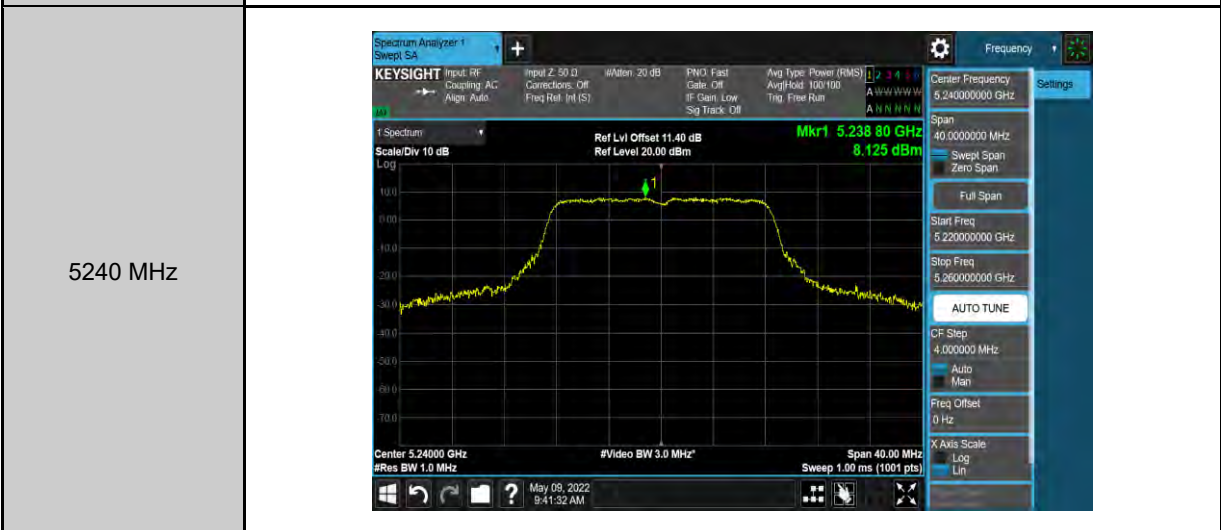 5240 MHz
Spectrum Analyzer 1
Swept SA
+
Frequency
KEYSIGHT
Input: RF
Coupling: AC
Align: Auto
Input Z: 50 Ω
Corrections: Off
Freq Ref: Int (S)
#Atten: 20 dB
PNO: Fast
Gate: Off
IF Gain: Low
Sig Track: Off
Avg Type: Power (RMS)
Avg|Hold: 100/100
Trig: Free Run
1 2 3 4 5 6
A W W W W W
A N N N N N
1 Spectrum
Scale/Div 10 dB
Log
Ref Lvl Offset 11.40 dB
Ref Level 20.00 dBm
Mkr1 5.238 80 GHz
8.125 dBm
1
10.0
0.00
-10.0
-20.0
-30.0
-40.0
-50.0
-60.0
-70.0
Center 5.24000 GHz
#Res BW 1.0 MHz
#Video BW 3.0 MHz*
Span 40.00 MHz
Sweep 1.00 ms (1001 pts)
?
May 09, 2022
9:41:32 AM
Center Frequency
5.240000000 GHz
Settings
Span
40.0000000 MHz
Swept Span
Zero Span
Full Span
Start Freq
5.220000000 GHz
Stop Freq
5.260000000 GHz
AUTO TUNE
CF Step
4.000000 MHz
Auto
Man
Freq Offset
0 Hz
X Axis Scale
Log
Lin